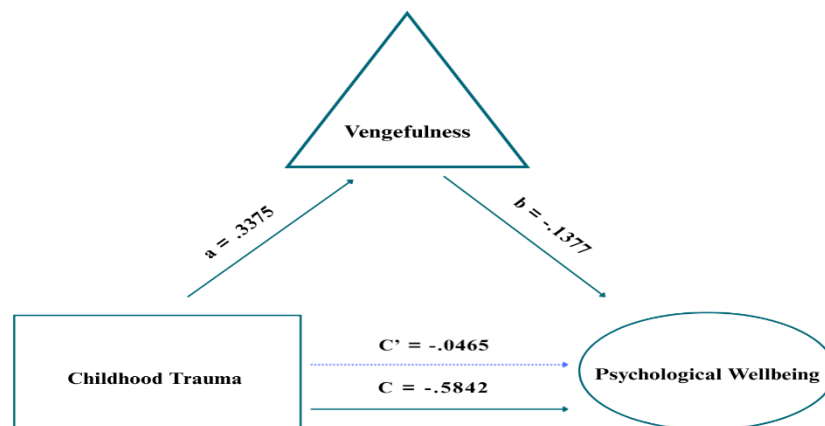 Vengefulness
a = .3375
b = -.1377
C’ = -.0465
Childhood Trauma
Psychological Wellbeing
C = -.5842